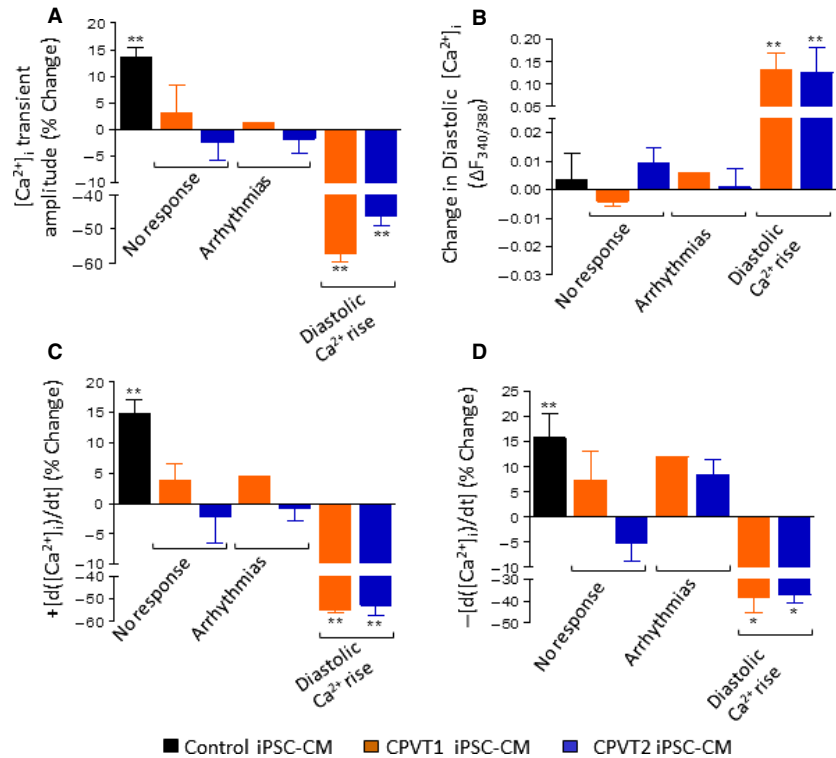 A
[Ca²⁺]ᵢ transient
amplitude (% Change)
20
15
10
5
0
−5
−10
−40
−50
−60
**
**
**
No response
Arrhythmias
Diastolic
Ca²⁺ rise
B
Change in Diastolic [Ca²⁺]ᵢ
(ΔF₃₄₀/₃₈₀)
0.20
0.15
0.10
0.05
0.02
0.01
0.00
−0.01
−0.02
−0.03
**
**
No response
Arrhythmias
Diastolic
Ca²⁺ rise
C
+[d([Ca²⁺]ᵢ)/dt] (% Change)
20
15
10
5
0
−5
−10
−40
−50
−60
**
**
**
No response
Arrhythmias
Diastolic
Ca²⁺ rise
D
−[d([Ca²⁺]ᵢ)/dt] (% Change)
25
20
15
10
5
0
−5
−10
−30
−40
−50
**
*
*
No response
Arrhythmias
Diastolic
Ca²⁺ rise
Control iPSC-CM
CPVT1 iPSC-CM
CPVT2 iPSC-CM